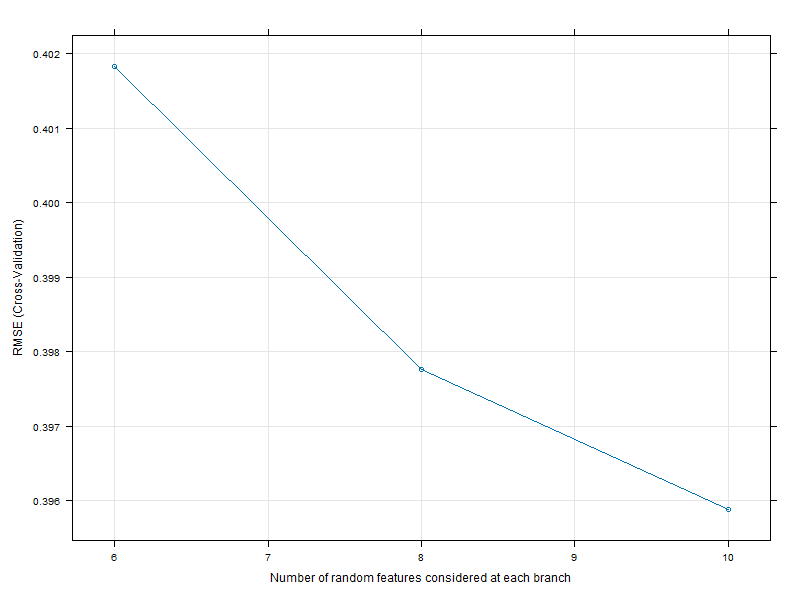 0.402
0.401
0.400
0.399
0.398
0.397
0.396
RMSE (Cross-Validation)
6 7 8 9 10
Number of random features considered at each branch